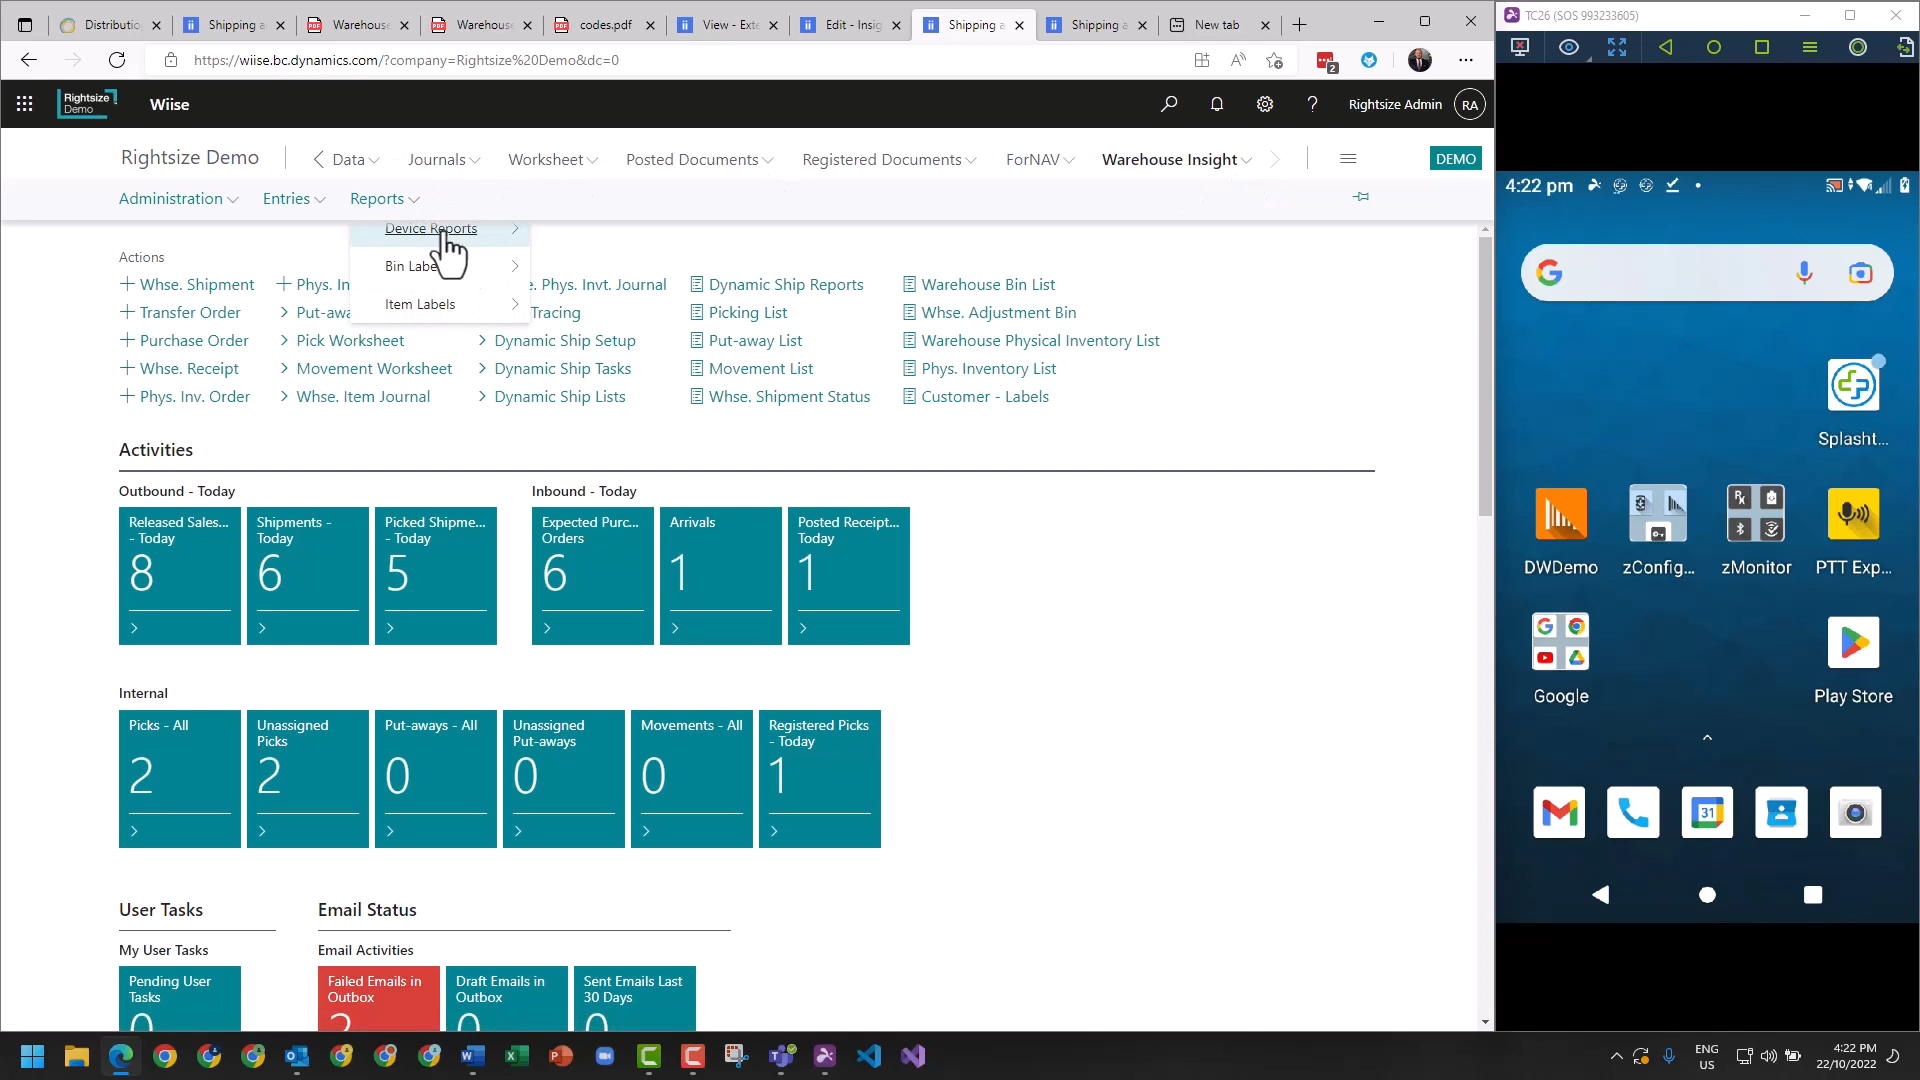 Distributio
Shipping a
Warehouse
Warehouse
codes.pdf
View - Exte
Edit - Insig
Shipping a
Shipping a
New tab
TC26 (SOS 993233605)
https://wiise.bc.dynamics.com/?company=Rightsize%20Demo&dc=0
2
Rightsize
Demo
Wiise
Rightsize Admin
RA
Rightsize Demo
Data
Journals
Worksheet
Posted Documents
Registered Documents
ForNAV
Warehouse Insight
DEMO
Administration
Entries
Reports
Device Reports
Bin Labe
Item Labels
Actions
Whse. Shipment
Phys. In
e. Phys. Invt. Journal
Dynamic Ship Reports
Warehouse Bin List
Transfer Order
Put-awa
Tracing
Picking List
Whse. Adjustment Bin
Purchase Order
Pick Worksheet
Dynamic Ship Setup
Put-away List
Warehouse Physical Inventory List
Whse. Receipt
Movement Worksheet
Dynamic Ship Tasks
Movement List
Phys. Inventory List
Phys. Inv. Order
Whse. Item Journal
Dynamic Ship Lists
Whse. Shipment Status
Customer - Labels
Activities
Outbound - Today
Inbound - Today
Released Sales...
- Today
8
Shipments -
Today
6
Picked Shipme...
- Today
5
Expected Purc...
Orders
6
Arrivals
1
Posted Receipt...
Today
1
Internal
Picks - All
2
Unassigned
Picks
2
Put-aways - All
0
Unassigned
Put-aways
0
Movements - All
0
Registered Picks
- Today
1
User Tasks
Email Status
My User Tasks
Email Activities
Pending User
Tasks
0
Failed Emails in
Outbox
2
Draft Emails in
Outbox
0
Sent Emails Last
30 Days
0
4:22 pm
Splasht...
DWDemo
zConfig...
zMonitor
PTT Exp...
Google
Play Store
31
ENG
US
4:22 PM
22/10/2022